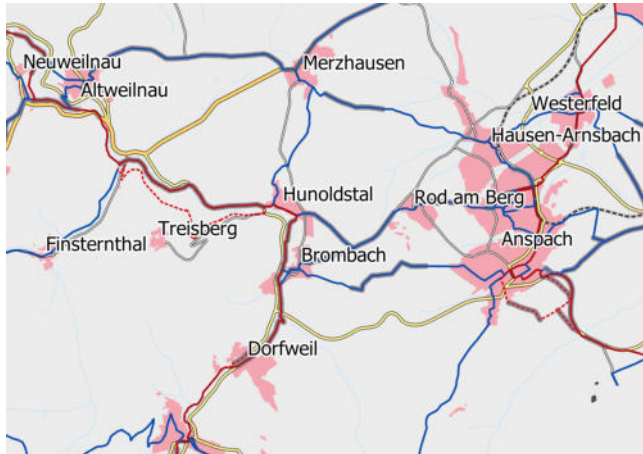 Neuweilnau
Merzhausen
Altweilnau
Westerfeld
Hausen-Arnsbach
Hunoldstal
Rod am Berg
Treisberg
Anspach
Finsternthal
Brombach
Dorfweil